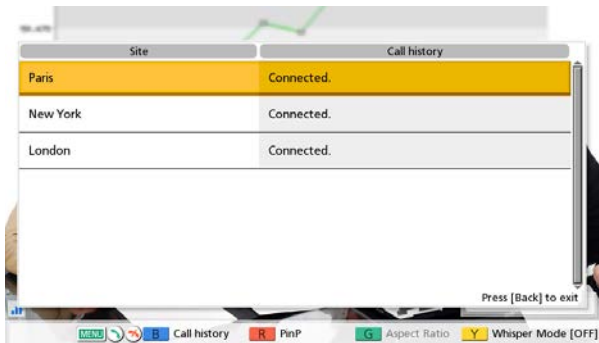 Site Call history
Paris Connected.
New York Connected.
London Connected.
Press [Back] to exit
MENU B Call history R PinP G Aspect Ratio Y Whisper Mode [OFF]